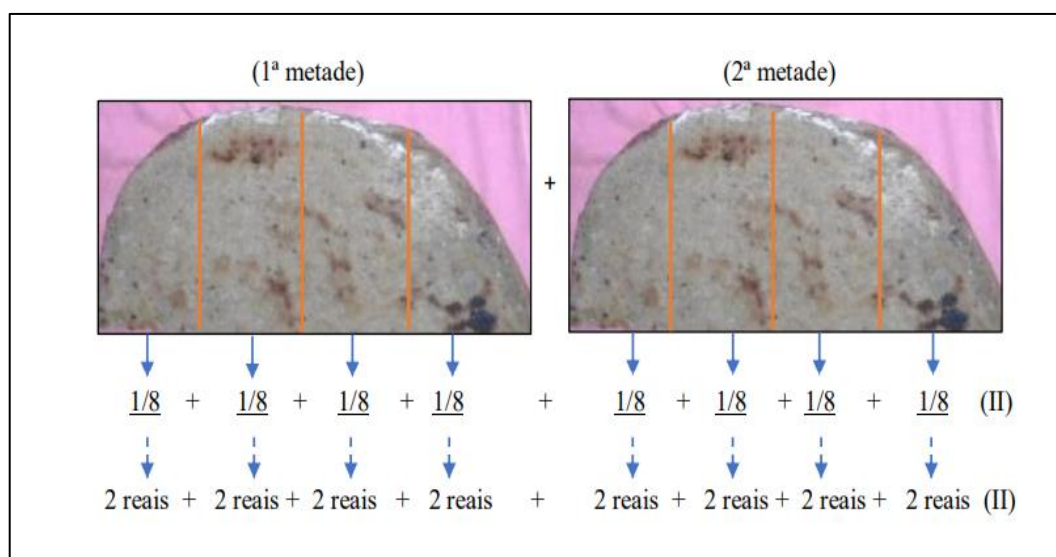 (1ª metade) (2ª metade)
+
1/8 + 1/8 + 1/8 + 1/8 + 1/8 + 1/8 + 1/8 + 1/8 (II)
2 reais + 2 reais + 2 reais + 2 reais + 2 reais + 2 reais + 2 reais + 2 reais (II)